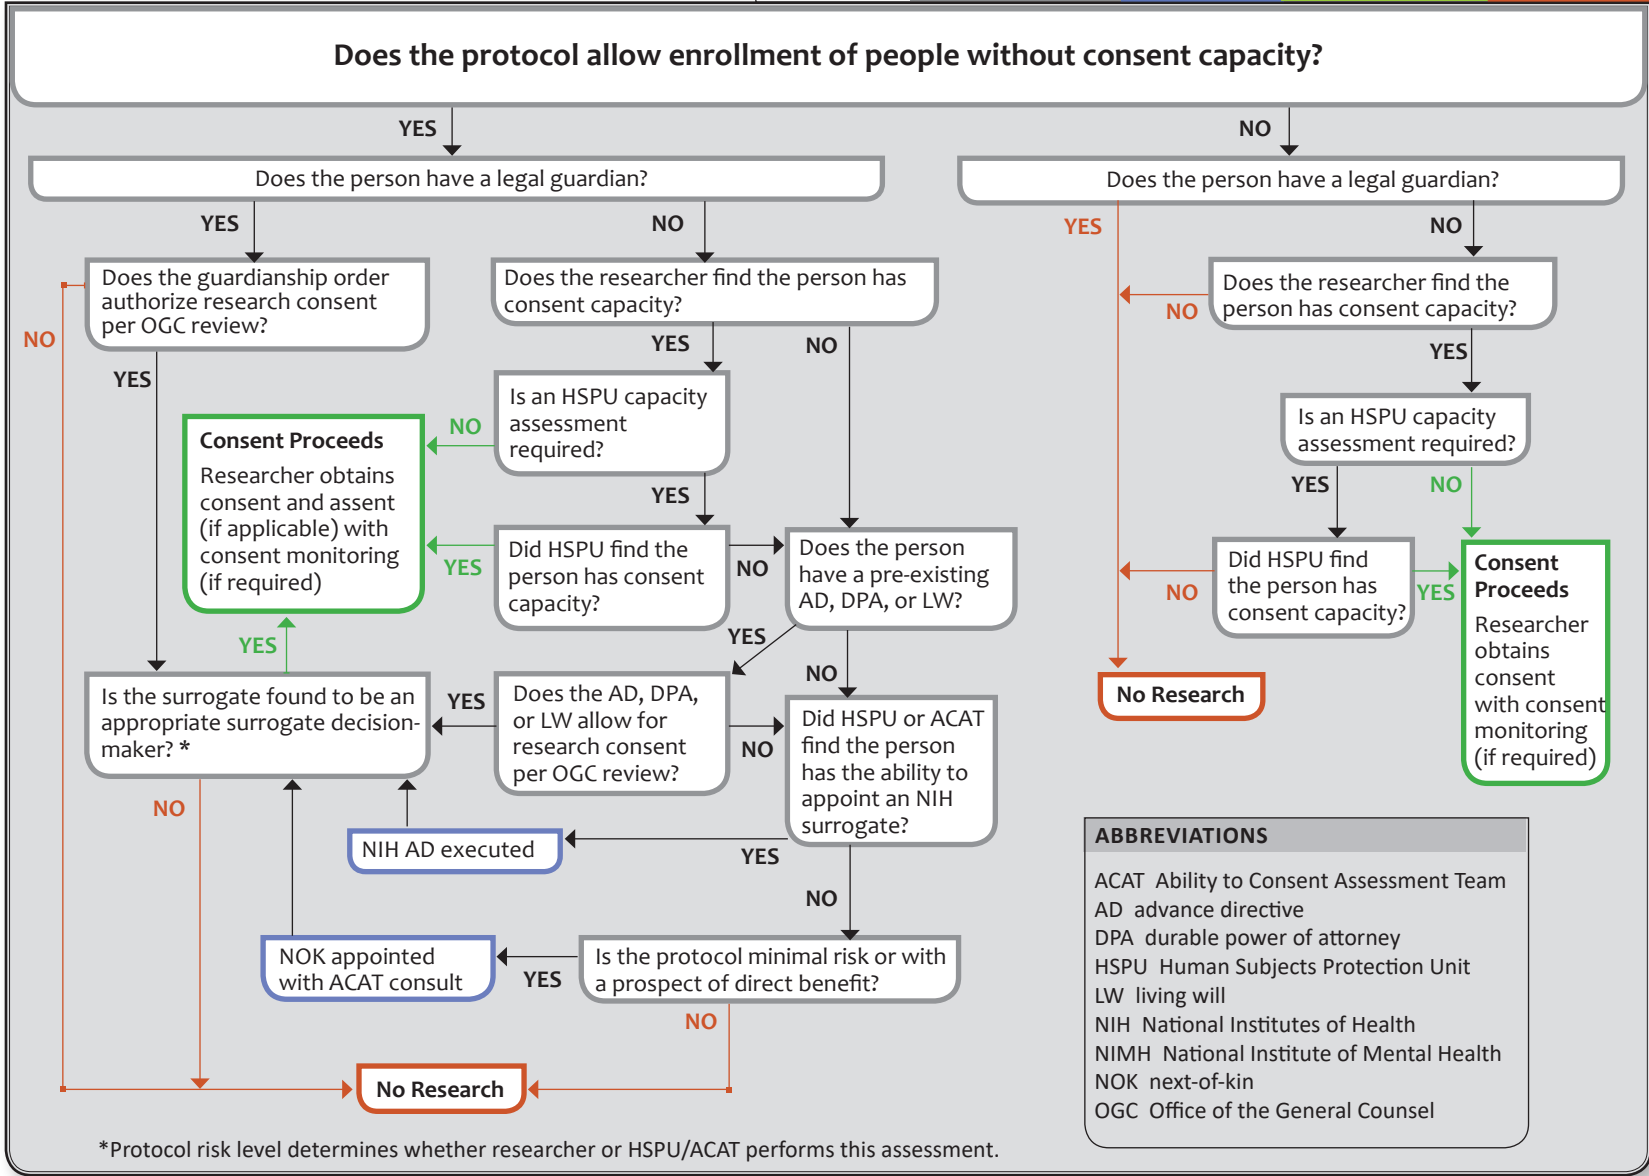 Does the protocol allow enrollment of people without consent capacity?
YES
NO
Does the person have a legal guardian?
YES
NO
Does the guardianship order
authorize research consent
per OGC review?
NO
YES
Does the researcher find the person has
consent capacity?
YES
NO
Is an HSPU capacity
assessment
required?
NO
YES
Consent Proceeds
Researcher obtains
consent and assent
(if applicable) with
consent monitoring
(if required)
Did HSPU find the
person has consent
capacity?
YES
NO
Does the person
have a pre-existing
AD, DPA, or LW?
YES
NO
YES
Is the surrogate found to be an
appropriate surrogate decision-
maker? *
YES
Does the AD, DPA,
or LW allow for
research consent
per OGC review?
NO
Did HSPU or ACAT
find the person
has the ability to
appoint an NIH
surrogate?
NO
NIH AD executed
YES
NO
NOK appointed
with ACAT consult
YES
Is the protocol minimal risk or with
a prospect of direct benefit?
NO
No Research
*Protocol risk level determines whether researcher or HSPU/ACAT performs this assessment.
Does the person have a legal guardian?
YES
NO
Does the researcher find the
person has consent capacity?
NO
YES
Is an HSPU capacity
assessment required?
YES
NO
Did HSPU find
the person has
consent capacity?
NO
YES
Consent
Proceeds
Researcher
obtains
consent
with consent
monitoring
(if required)
No Research
ABBREVIATIONS
ACAT Ability to Consent Assessment Team
AD advance directive
DPA durable power of attorney
HSPU Human Subjects Protection Unit
LW living will
NIH National Institutes of Health
NIMH National Institute of Mental Health
NOK next-of-kin
OGC Office of the General Counsel